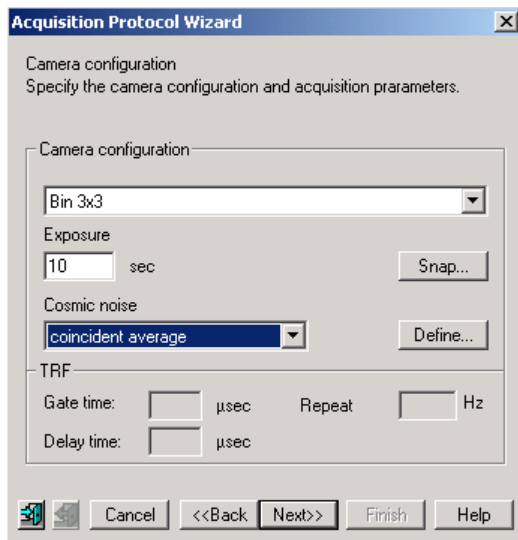 Acquisition Protocol Wizard
Camera configuration
Specify the camera configuration and acquisition prarameters.
Camera configuration
Bin 3x3
Exposure
10 sec Snap...
Cosmic noise
coincident average Define...
TRF
Gate time: µsec Repeat Hz
Delay time: µsec
Cancel <<Back Next>> Finish Help